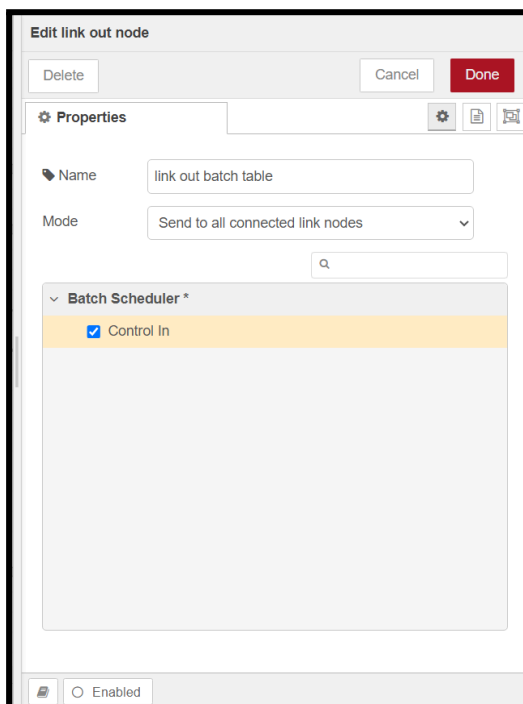 Edit link out node
Delete Cancel Done
Properties
Name link out batch table
Mode Send to all connected link nodes
Batch Scheduler *
Control In
Enabled